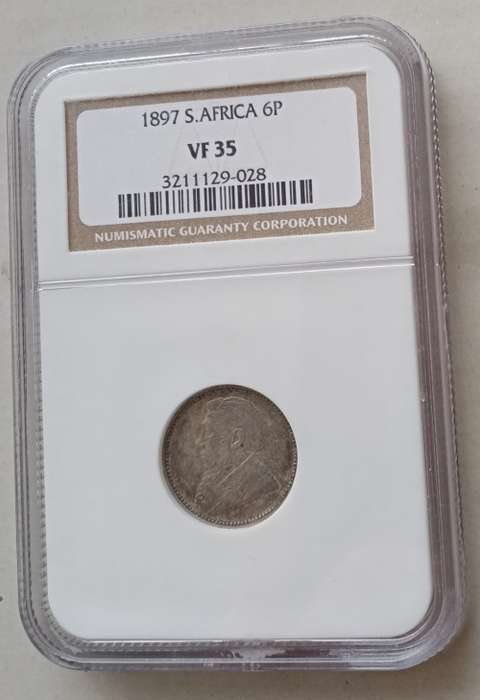 1897 S.AFRICA 6P
VF 35
3211129-028
NUMISMATIC GUARANTY CORPORATION